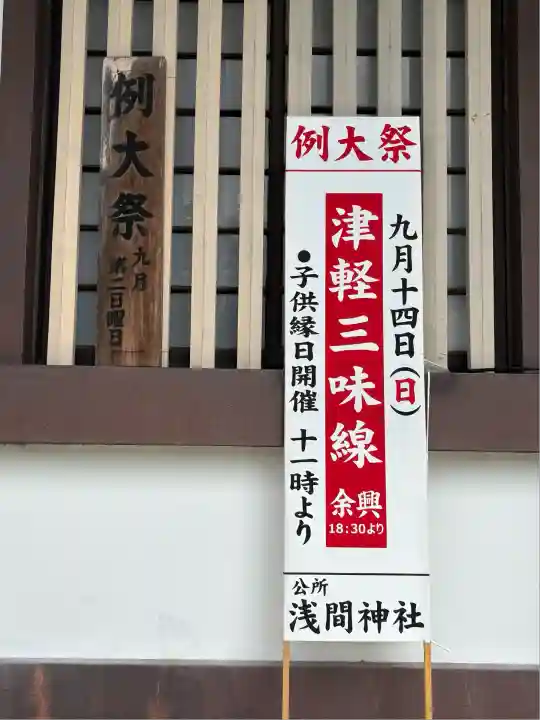 例大祭
九月
第二日曜日
例大祭
九月十四日(日)
津軽三味線
余興
18:30より
●子供縁日開催 十一時より
公所
浅間神社